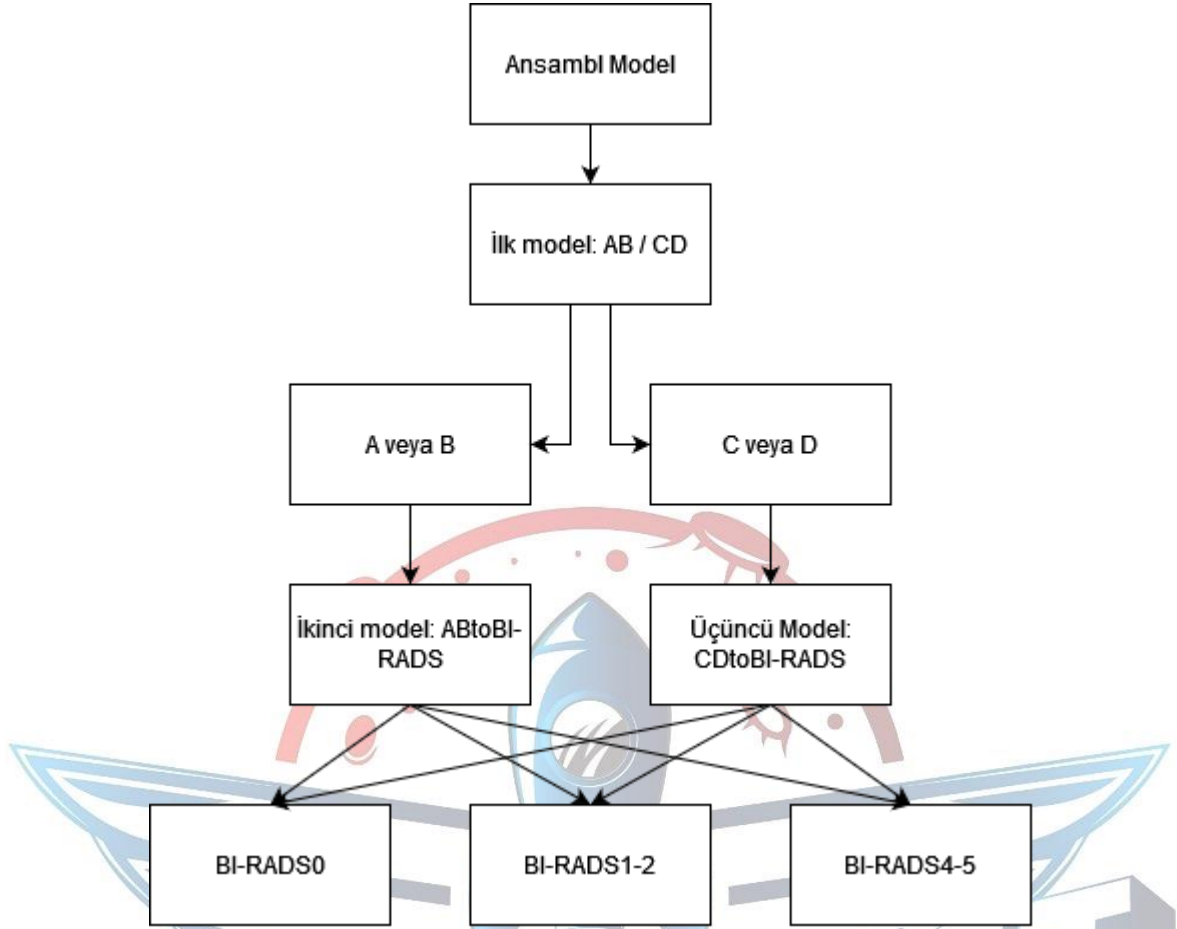 Ansambl Model
İlk model: AB / CD
A veya B
C veya D
İkinci model: ABtoBI-
RADS
Üçüncü Model:
CDtoBI-RADS
BI-RADS0
BI-RADS1-2
BI-RADS4-5